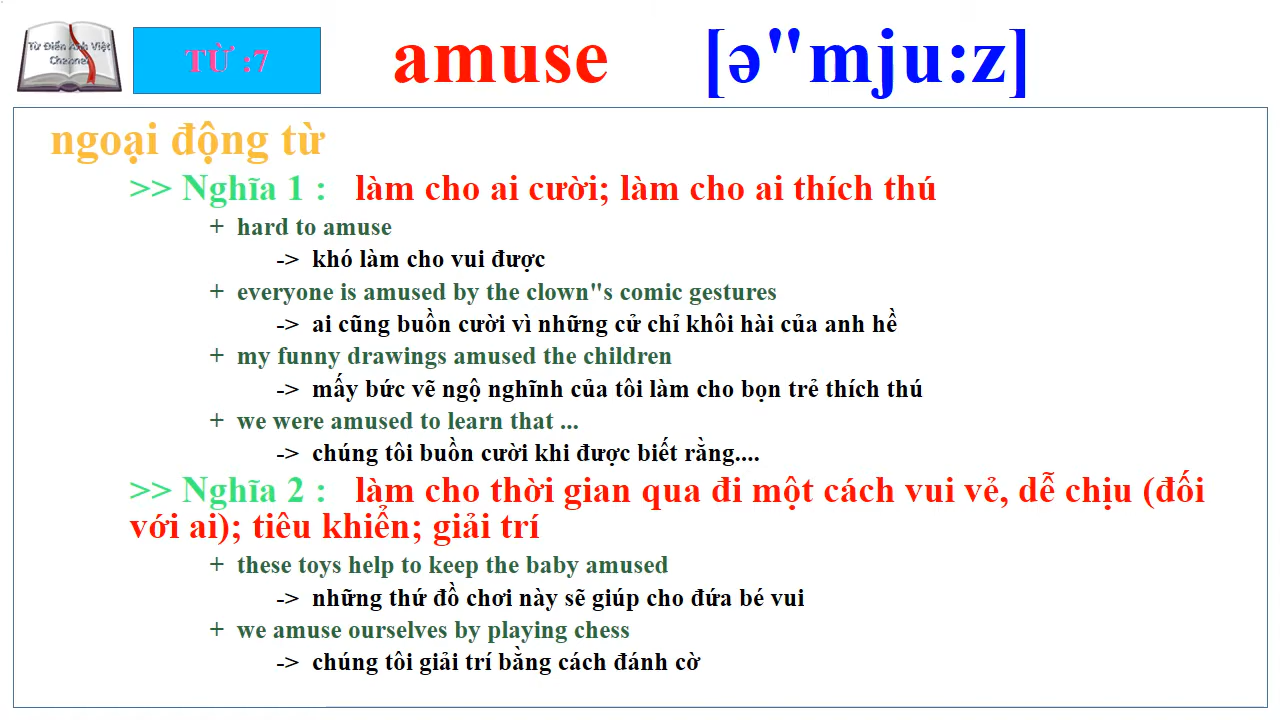 Từ Điển Anh Việt
Channel
TỪ :7
amuse [ə"mju:z]
ngoại động từ
>> Nghĩa 1 : làm cho ai cười; làm cho ai thích thú
+ hard to amuse
-> khó làm cho vui được
+ everyone is amused by the clown"s comic gestures
-> ai cũng buồn cười vì những cử chỉ khôi hài của anh hề
+ my funny drawings amused the children
-> mấy bức vẽ ngộ nghĩnh của tôi làm cho bọn trẻ thích thú
+ we were amused to learn that ...
-> chúng tôi buồn cười khi được biết rằng....
>> Nghĩa 2 : làm cho thời gian qua đi một cách vui vẻ, dễ chịu (đối
với ai); tiêu khiển; giải trí
+ these toys help to keep the baby amused
-> những thứ đồ chơi này sẽ giúp cho đứa bé vui
+ we amuse ourselves by playing chess
-> chúng tôi giải trí bằng cách đánh cờ